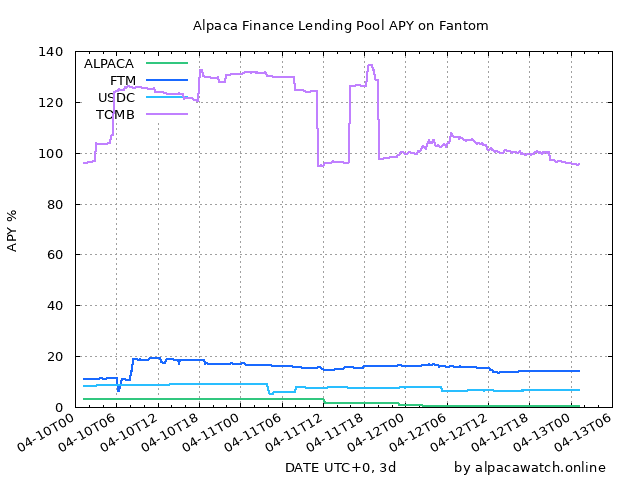 Alpaca Finance Lending Pool APY on Fantom
140
120
100
80
60
40
20
0
APY %
ALPACA
FTM
USDC
TOMB
04-10T00
04-10T06
04-10T12
04-10T18
04-11T00
04-11T06
04-11T12
04-11T18
04-12T00
04-12T06
04-12T12
04-12T18
04-13T00
04-13T06
DATE UTC+0, 3d
by alpacawatch.online